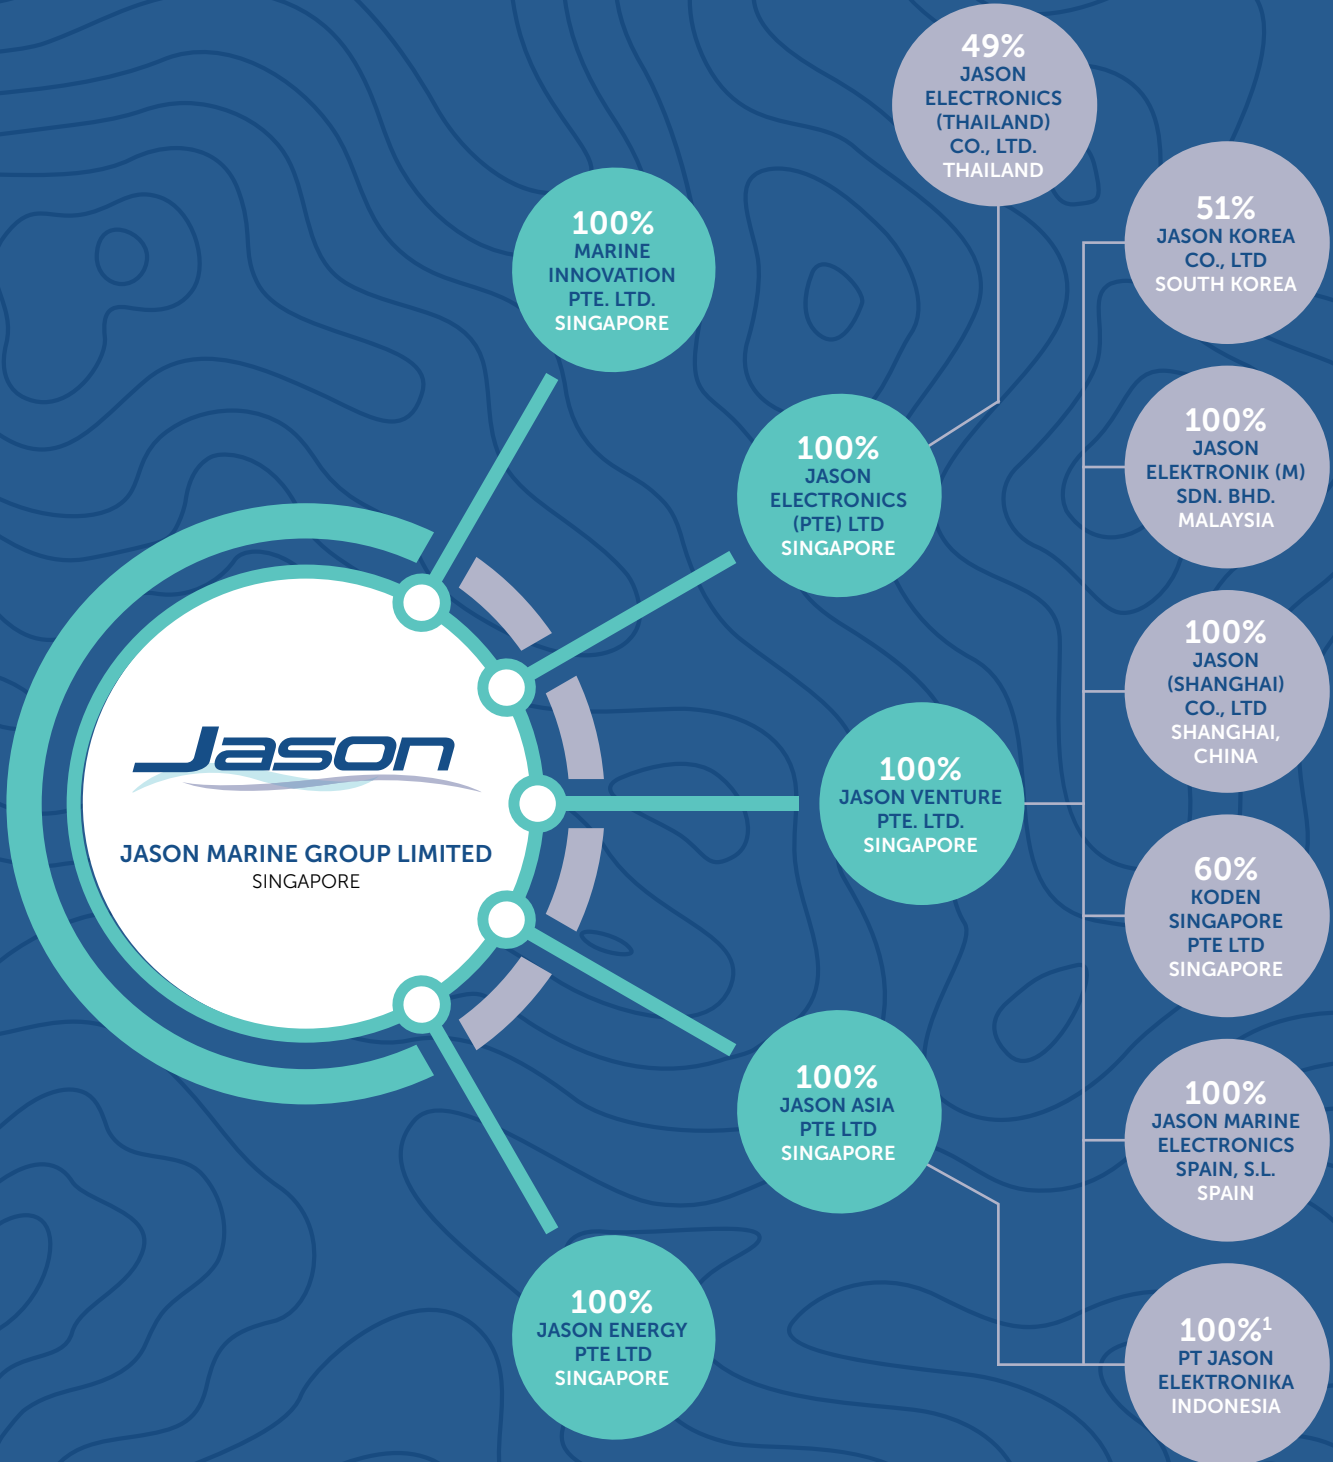 Jason
JASON MARINE GROUP LIMITED
SINGAPORE
100%
MARINE
INNOVATION
PTE. LTD.
SINGAPORE
100%
JASON
ELECTRONICS
(PTE) LTD
SINGAPORE
100%
JASON VENTURE
PTE. LTD.
SINGAPORE
100%
JASON ASIA
PTE LTD
SINGAPORE
100%
JASON ENERGY
PTE LTD
SINGAPORE
49%
JASON
ELECTRONICS
(THAILAND)
CO., LTD.
THAILAND
51%
JASON KOREA
CO., LTD
SOUTH KOREA
100%
JASON
ELEKTRONIK (M)
SDN. BHD.
MALAYSIA
100%
JASON
(SHANGHAI)
CO., LTD
SHANGHAI,
CHINA
60%
KODEN
SINGAPORE
PTE LTD
SINGAPORE
100%
JASON MARINE
ELECTRONICS
SPAIN, S.L.
SPAIN
100%¹
PT JASON
ELEKTRONIKA
INDONESIA